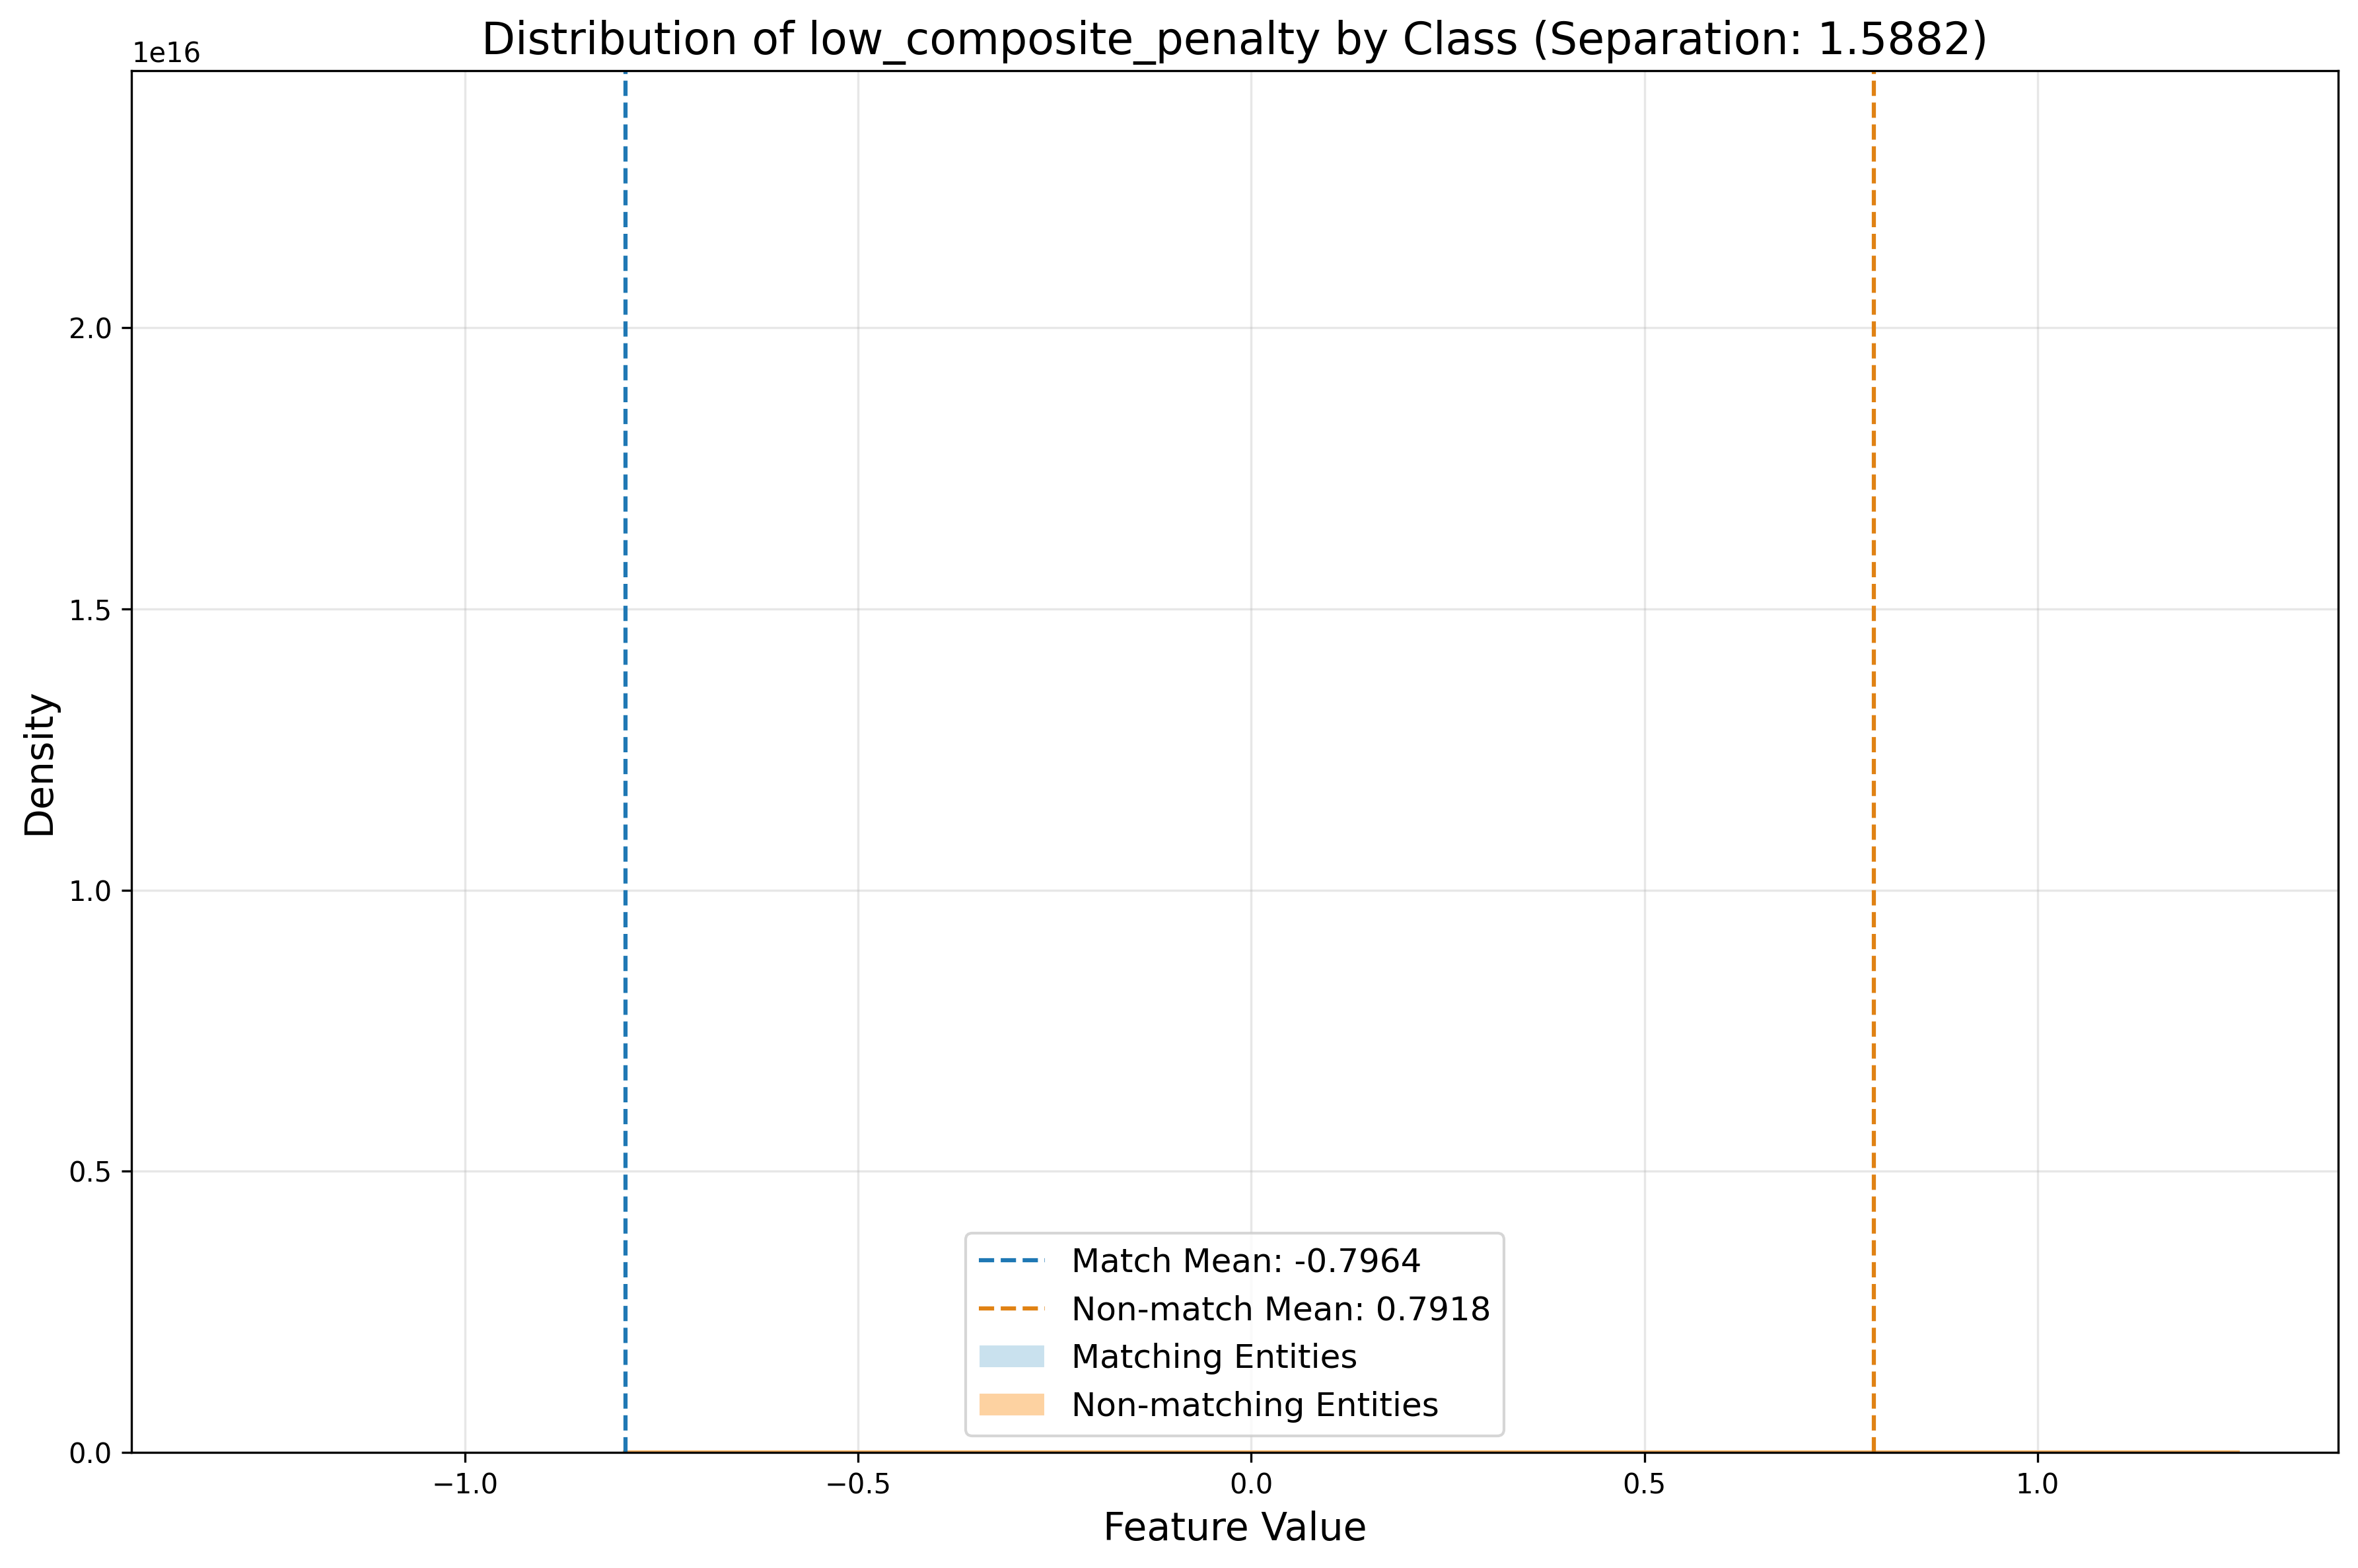 Distribution of low_composite_penalty by Class (Separation: 1.5882)
1e16
2.0
1.5
1.0
0.5
0.0
Density
Match Mean: -0.7964
Non-match Mean: 0.7918
Matching Entities
Non-matching Entities
−1.0
−0.5
0.0
0.5
1.0
Feature Value